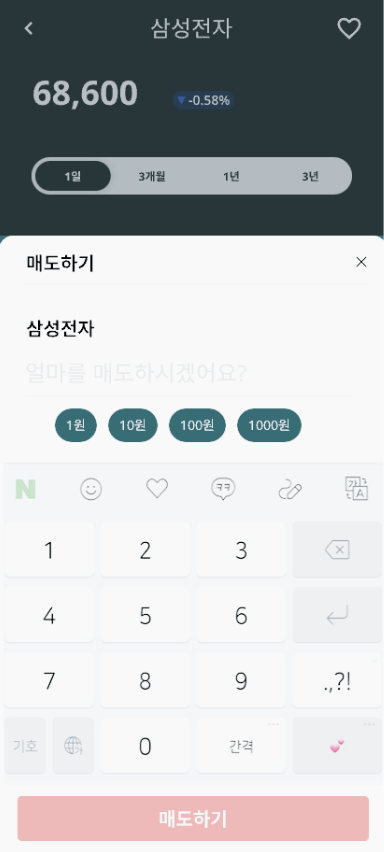 삼성전자
68,600
▼-0.58%
1일 3개월 1년 3년
매도하기
삼성전자
얼마를 매도하시겠어요?
1원 10원 100원 1000원
N ㅋㅋ 가 A
1 2 3
4 5 6
7 8 9 .,?!
기호 0 간격
매도하기